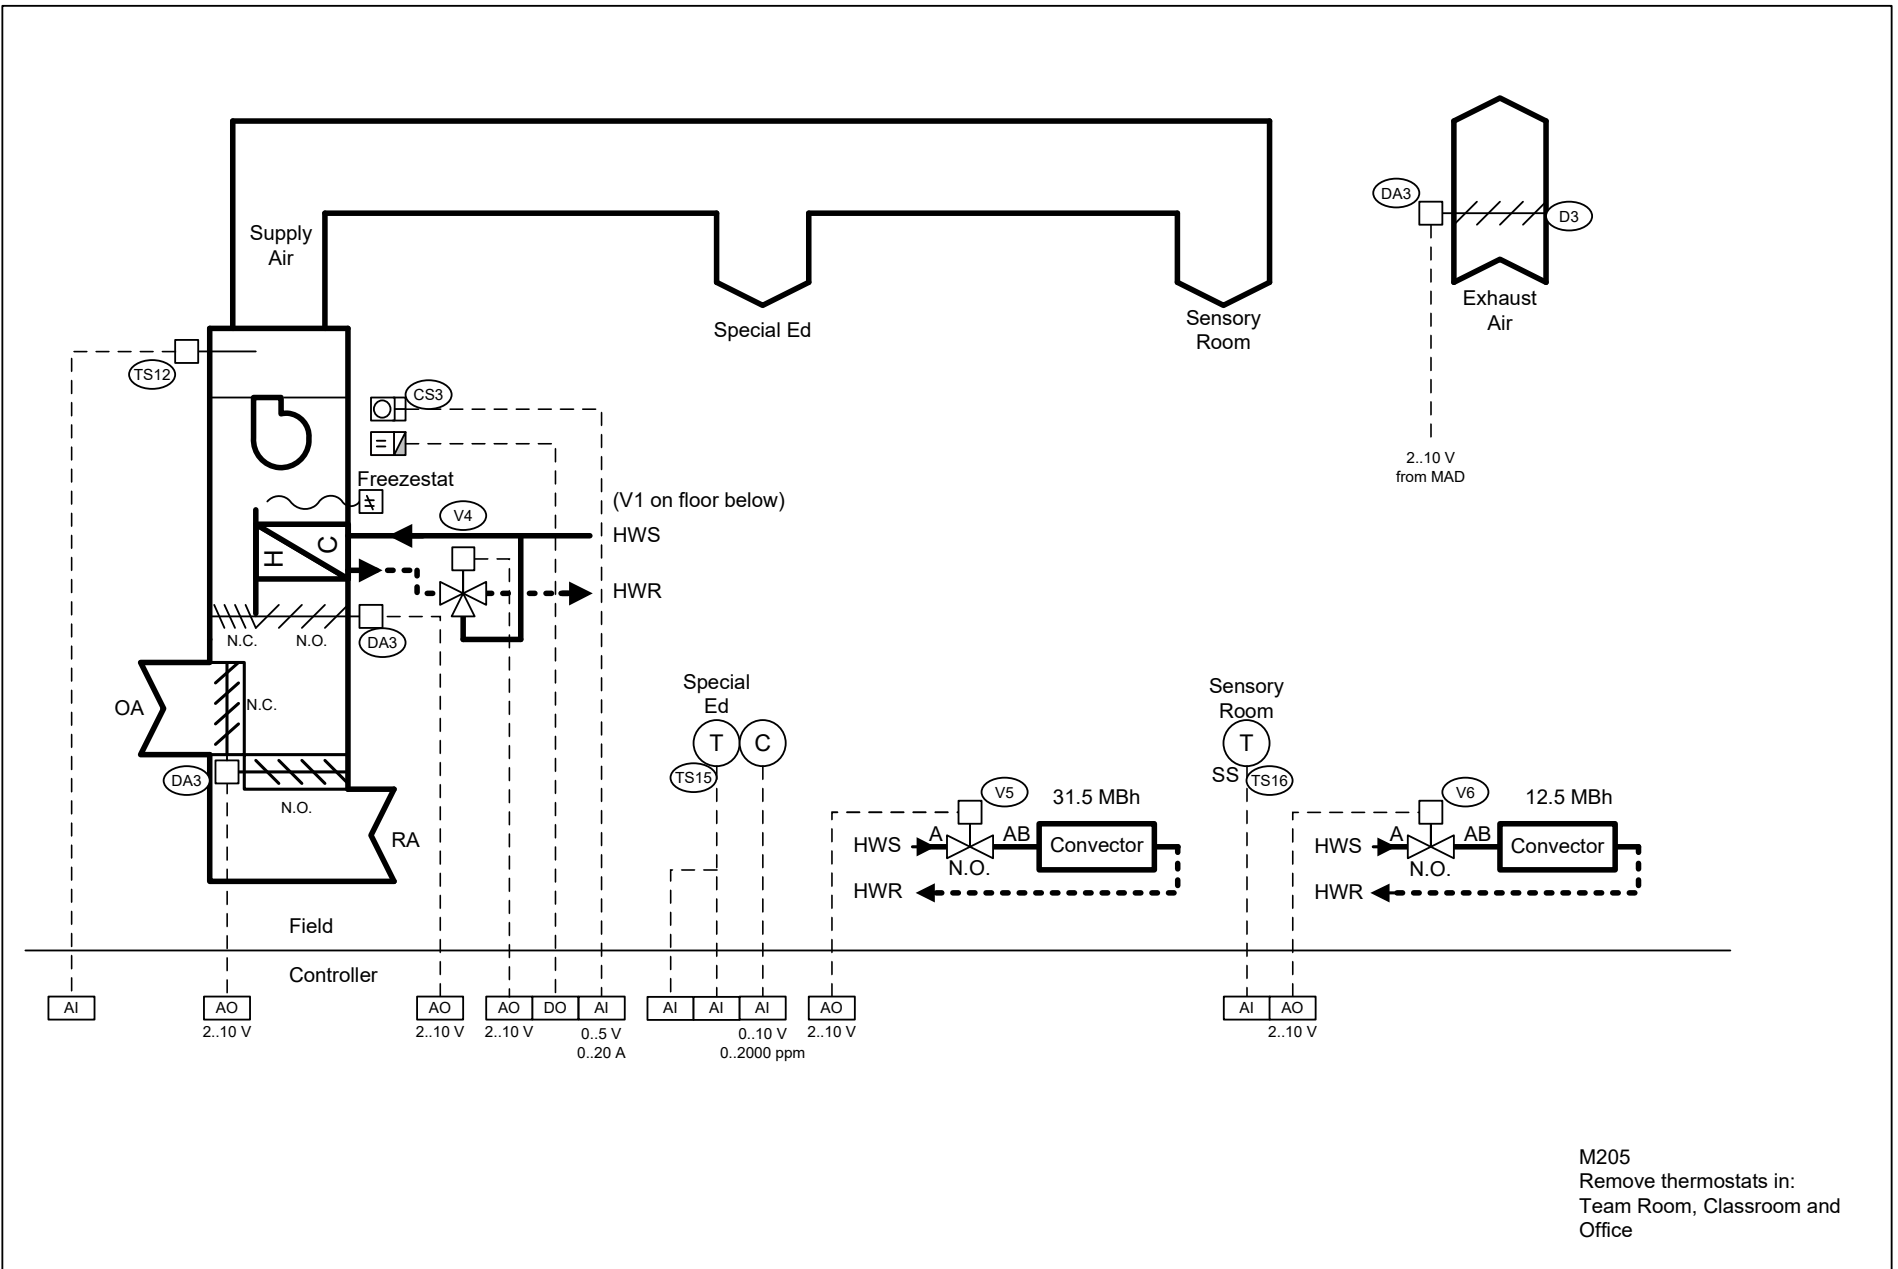 Supply
Air
Special Ed
Sensory
Room
DA3
D3
Exhaust
Air
2..10 V
from MAD
TS12
CS3
=
Freezestat
(V1 on floor below)
V4
HWS
H
C
HWR
N.C.
N.O.
DA3
OA
N.C.
DA3
N.O.
RA
Special
Ed
T
C
TS15
V5
31.5 MBh
HWS
A
AB
Convector
N.O.
HWR
Sensory
Room
T
SS
TS16
V6
12.5 MBh
HWS
A
AB
Convector
N.O.
HWR
Field
Controller
AI
AO
2..10 V
AO
2..10 V
AO
DO
AI
2..10 V
0..5 V
0..20 A
AI
AI
AI
0..10 V
0..2000 ppm
AO
2..10 V
AI
AO
2..10 V
M205
Remove thermostats in:
Team Room, Classroom and
Office